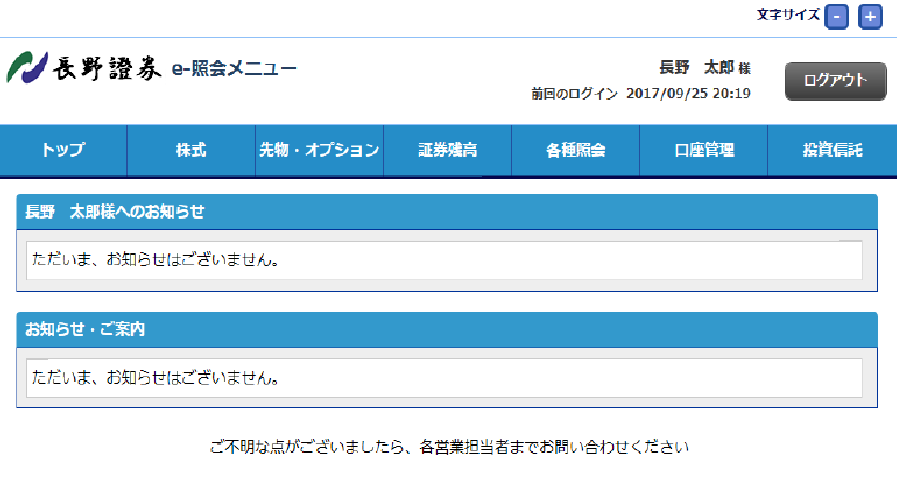 文字サイズ - +
長野證券 e-照会メニュー
長野　太郎 様
ログアウト
前回のログイン 2017/09/25 20:19
トップ 株式 先物・オプション 証券残高 各種照会 口座管理 投資信託
長野　太郎様へのお知らせ
ただいま、お知らせはございません。
お知らせ・ご案内
ただいま、お知らせはございません。
ご不明な点がございましたら、各営業担当者までお問い合わせください